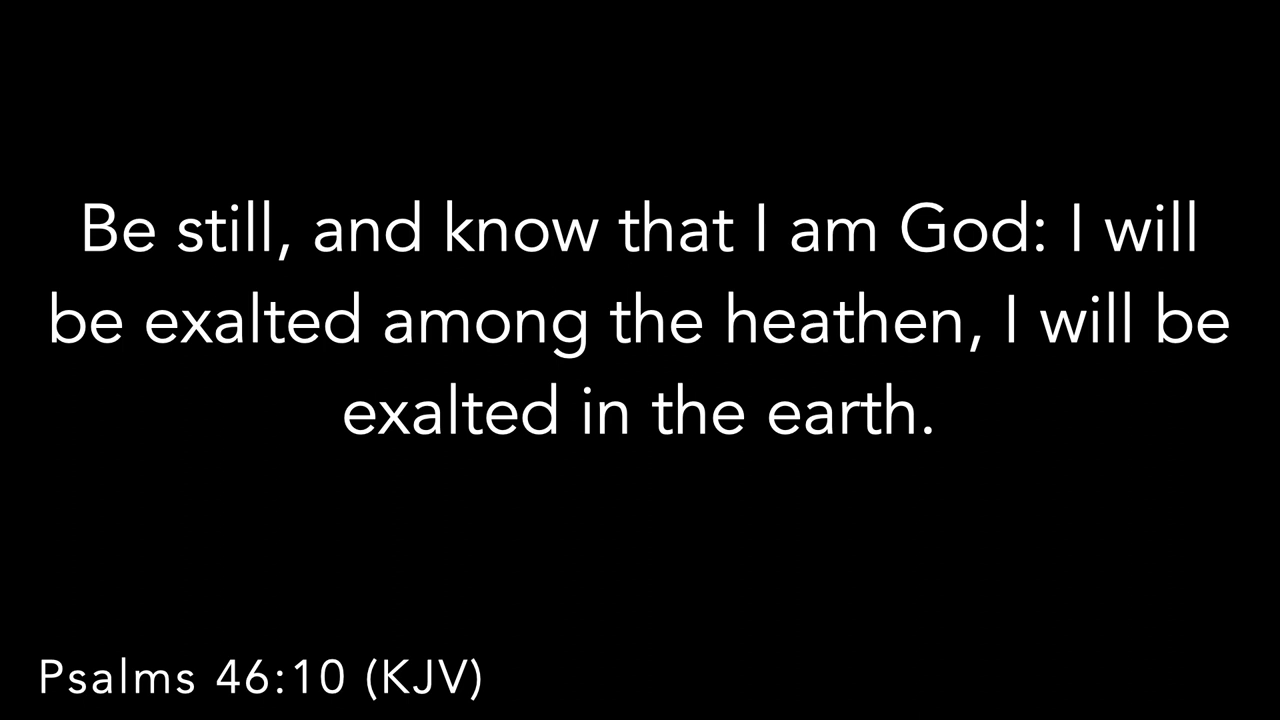 Be still, and know that I am God: I will
be exalted among the heathen, I will be
exalted in the earth.
Psalms 46:10 (KJV)